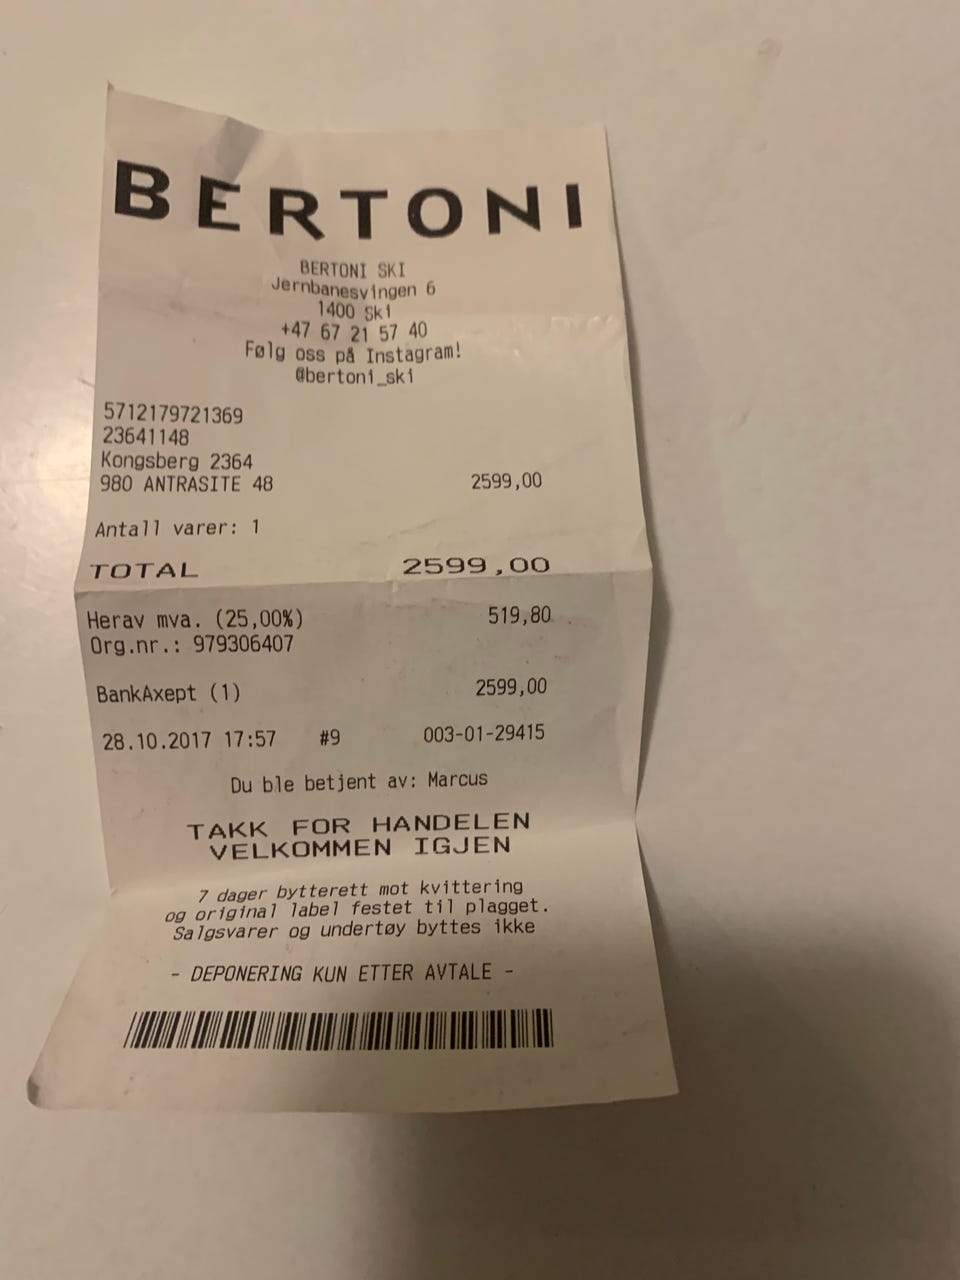 BERTONI
BERTONI SKI
Jernbanesvingen 6
1400 Ski
+47 67 21 57 40
Følg oss på Instagram!
@bertoni_ski
5712179721369
23641148
Kongsberg 2364
980 ANTRASITE 48 2599,00
Antall varer: 1
TOTAL 2599,00
Herav mva. (25,00%) 519,80
Org.nr.: 979306407
BankAxept (1) 2599,00
28.10.2017 17:57 #9 003-01-29415
Du ble betjent av: Marcus
TAKK FOR HANDELEN
VELKOMMEN IGJEN
7 dager bytterett mot kvittering
og original label festet til plagget.
Salgsvarer og undertøy byttes ikke
- DEPONERING KUN ETTER AVTALE -